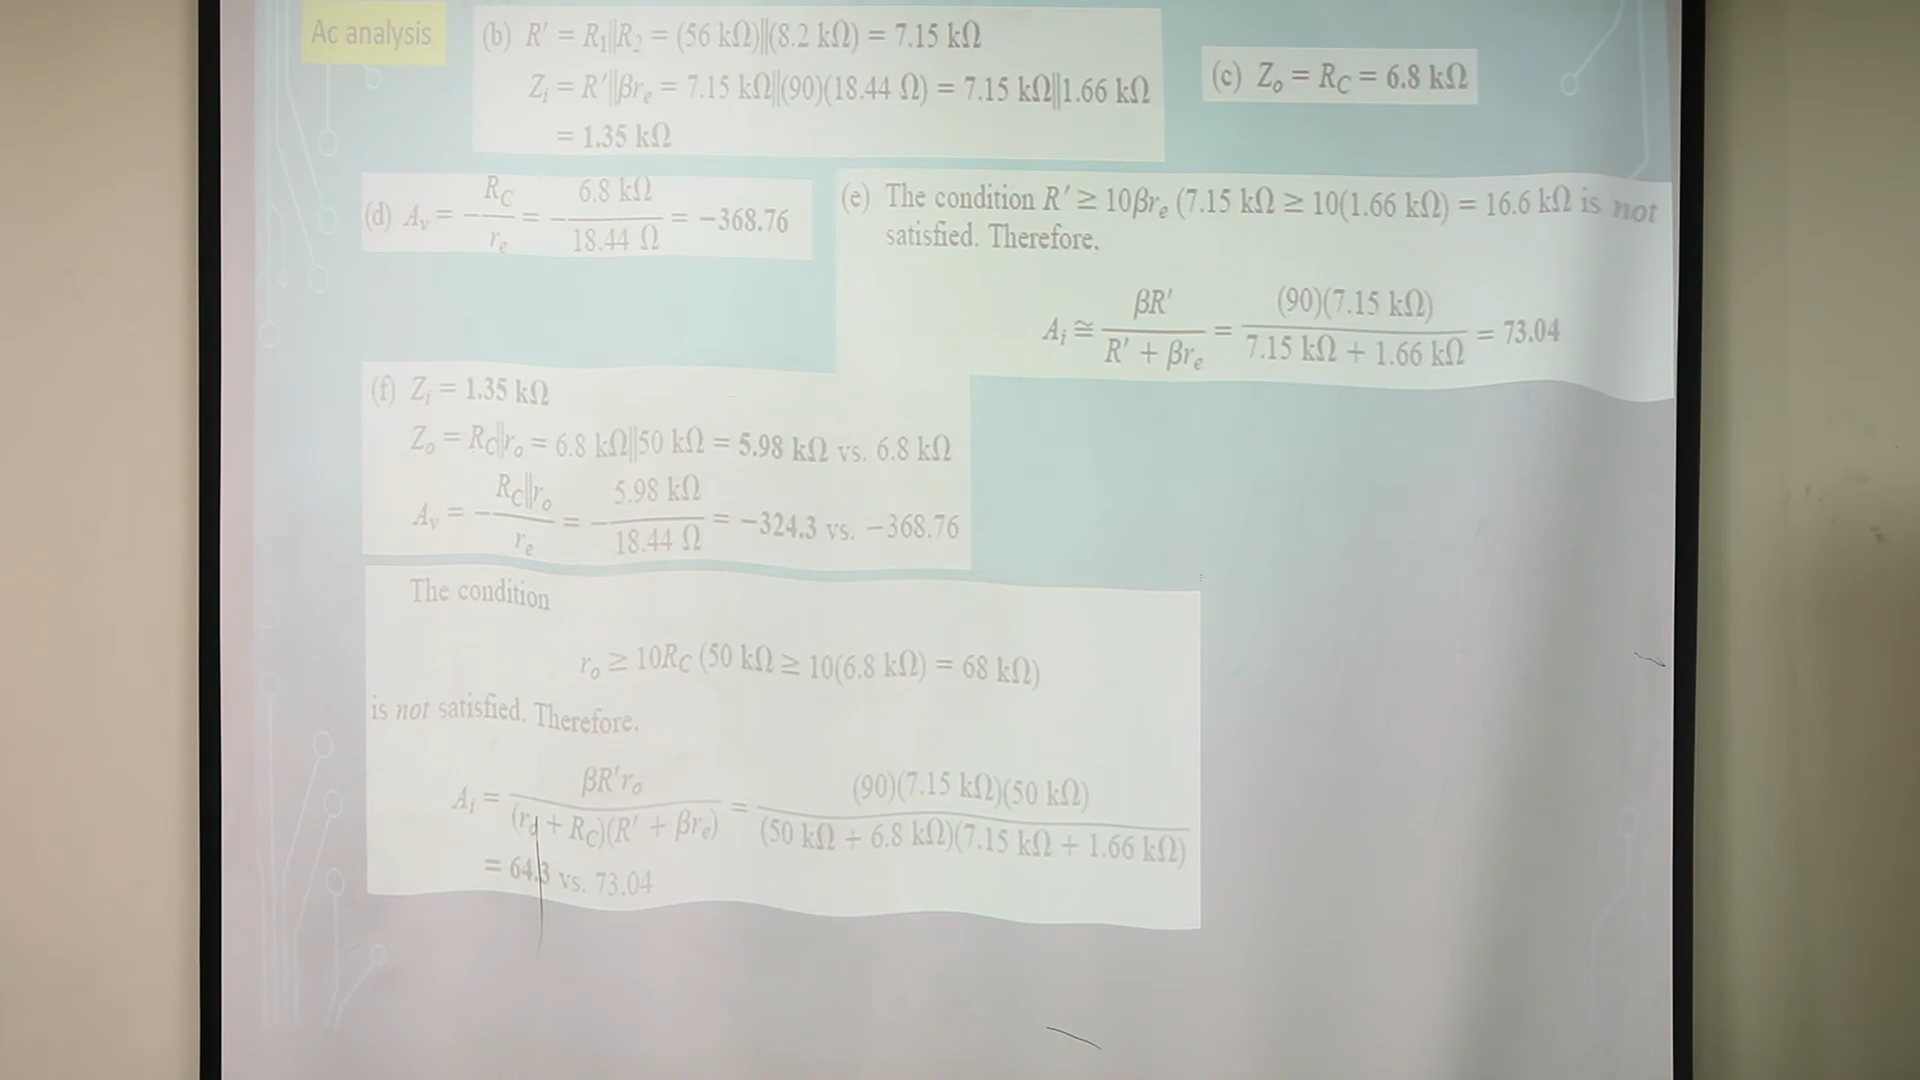 Ac analysis
(b) R' = R₁||R₂ = (56 kΩ)||(8.2 kΩ) = 7.15 kΩ
Zᵢ = R'||βrₑ = 7.15 kΩ||(90)(18.44 Ω) = 7.15 kΩ||1.66 kΩ
= 1.35 kΩ
(c) Zₒ = R_C = 6.8 kΩ
(d) Aᵥ = −R_C/rₑ = −6.8 kΩ/18.44 Ω = −368.76
(e) The condition R' ≥ 10βrₑ (7.15 kΩ ≥ 10(1.66 kΩ) = 16.6 kΩ is not
satisfied. Therefore,
Aᵢ ≅ βR'/(R' + βrₑ) = (90)(7.15 kΩ)/(7.15 kΩ + 1.66 kΩ) = 73.04
(f) Zᵢ = 1.35 kΩ
Zₒ = R_C||rₒ = 6.8 kΩ||50 kΩ = 5.98 kΩ vs. 6.8 kΩ
Aᵥ = −R_C||rₒ/rₑ = −5.98 kΩ/18.44 Ω = −324.3 vs. −368.76
The condition
rₒ ≥ 10R_C (50 kΩ ≥ 10(6.8 kΩ) = 68 kΩ)
is not satisfied. Therefore,
Aᵢ = βR'rₒ/(rₒ + R_C)(R' + βrₑ) = (90)(7.15 kΩ)(50 kΩ)/(50 kΩ + 6.8 kΩ)(7.15 kΩ + 1.66 kΩ)
= 64.3 vs. 73.04